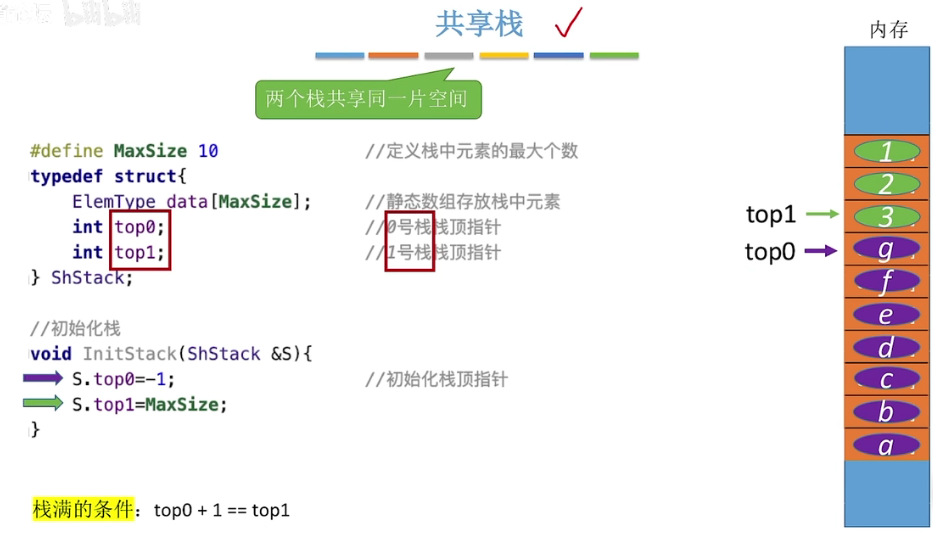 共享栈
内存
两个栈共享同一片空间
#define MaxSize 10 //定义栈中元素的最大个数
typedef struct{
ElemType data[MaxSize]; //静态数组存放栈中元素
int top0; //0号栈栈顶指针
int top1; //1号栈栈顶指针
} ShStack;
//初始化栈
void InitStack(ShStack &S){
S.top0=-1; //初始化栈顶指针
S.top1=MaxSize;
}
栈满的条件：top0 + 1 == top1
1
2
top1 3
top0 g
f
e
d
c
b
a